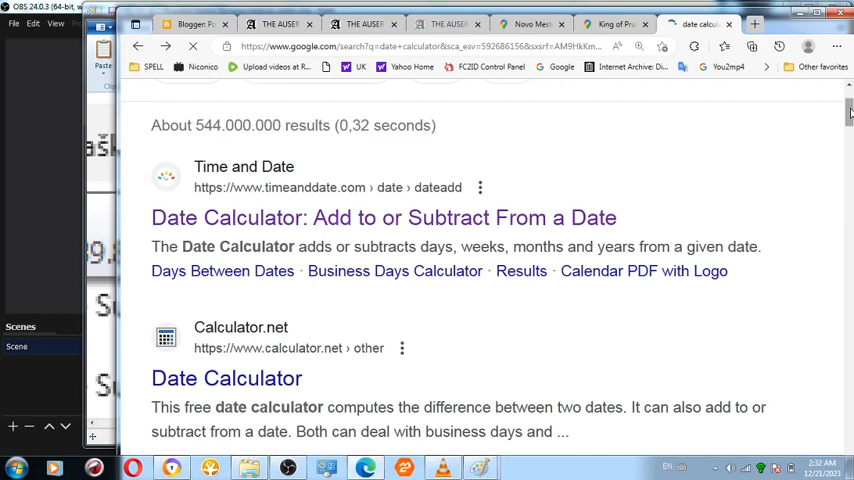 OBS 24.0.3 (64-bit, w
File Edit View
Blogger: Po
THE AUSER
THE AUSER
THE AUSER
Novo Mest
King of Pru
date calcul
https://www.google.com/search?q=date+calculator&sca_esv=592686156&sxsrf=AM9HkKm...
Paste
SPELL
Niconico
Upload videos at R...
UK
Yahoo Home
FC2ID Control Panel
Internet Archive: Di...
You2mp4
Other favorites
About 544.000.000 results (0,32 seconds)
Time and Date
https://www.timeanddate.com › date › dateadd
Date Calculator: Add to or Subtract From a Date
The Date Calculator adds or subtracts days, weeks, months and years from a given date.
Days Between Dates · Business Days Calculator · Results · Calendar PDF with Logo
Calculator.net
https://www.calculator.net › other
Date Calculator
This free date calculator computes the difference between two dates. It can also add to or
subtract from a date. Both can deal with business days and ...
Scenes
Scene
EN
2:32 AM
12/21/2023